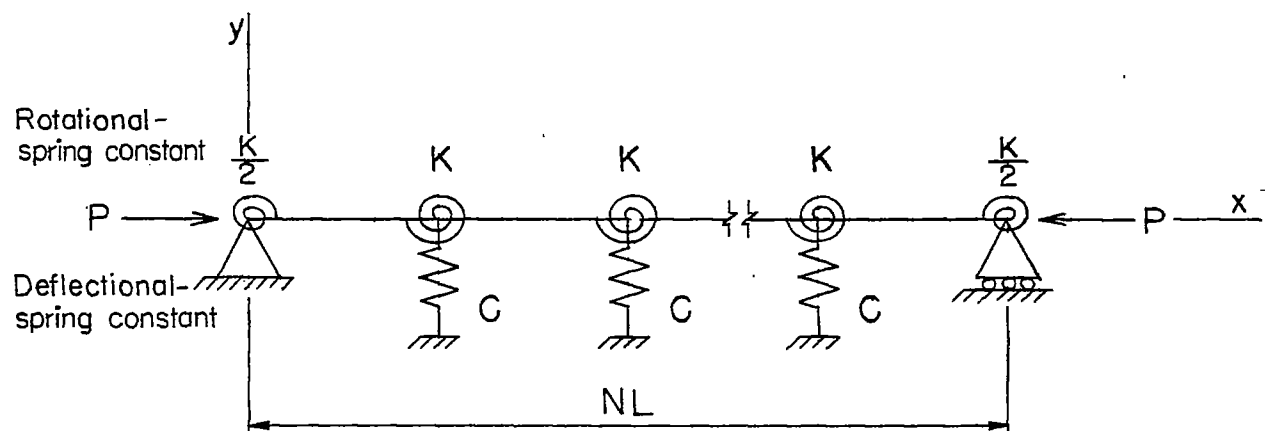 y
Rotational-
spring constant
K/2
K
K
K
K/2
P
P
x
Deflectional-
spring constant
C
C
C
NL